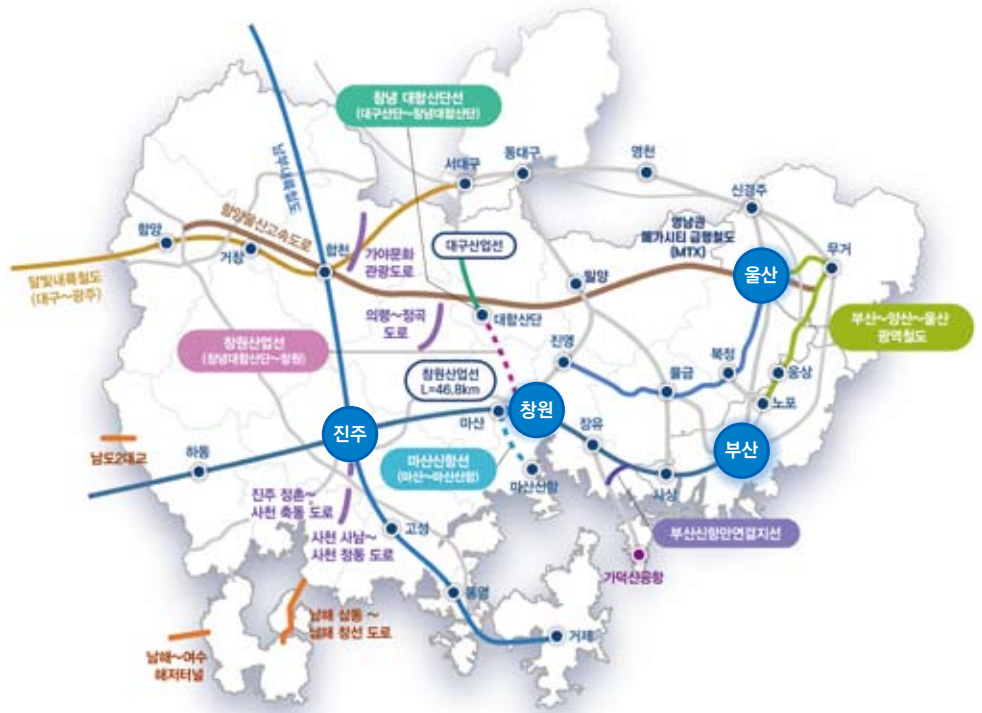 창녕 대합산단선
(대구산단~창녕대합산단)
남부내륙철도
서대구
동대구
영천
신경주
함양
함양울산고속도로
거창
합천
가야문화
관광도로
대구산업선
영남권
메가시티 급행철도
(MTX)
무거
울산
달빛내륙철도
(대구~광주)
밀양
의령~정곡
도로
대합산단
부산~양산~울산
광역철도
창원산업선
(창녕대합산단~창원)
진영
북정
웅상
창원산업선
L=46.8km
물금
노포
마산
창원
진주
장유
부산
남도2대교
하동
마산신항선
(마산~마산신항)
마산신항
사상
진주 정촌~
사천 축동 도로
고성
사천 사남~
사천 정동 도로
부산신항만연결지선
가덕신공항
통영
남해 삼동 ~
남해 창선 도로
거제
남해~여수
해저터널